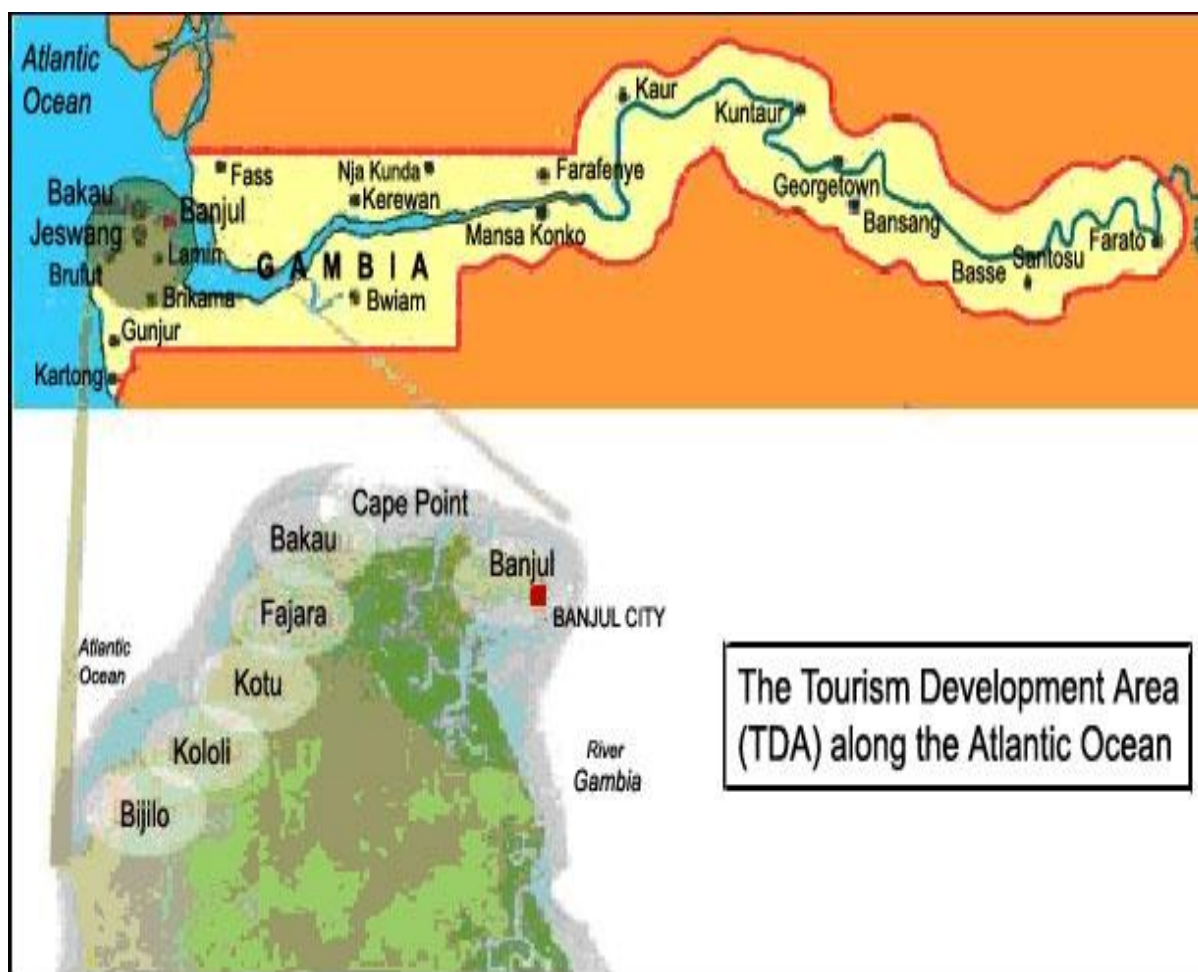 Atlantic
Ocean
Kaur
Kuntaur
Fass
Nja Kunda
Farafenye
Kerewan
Georgetown
Bakau
Banjul
Mansa Konko
Bansang
Jeswang
Lamin
GAMBIA
Farato
Brufut
Basse
Santosu
Brikama
Bwiam
Gunjur
Kartong
Cape Point
Bakau
Banjul
Fajara
BANJUL CITY
Atlantic
Ocean
Kotu
Kololi
River
Gambia
Bijilo
The Tourism Development Area
(TDA) along the Atlantic Ocean